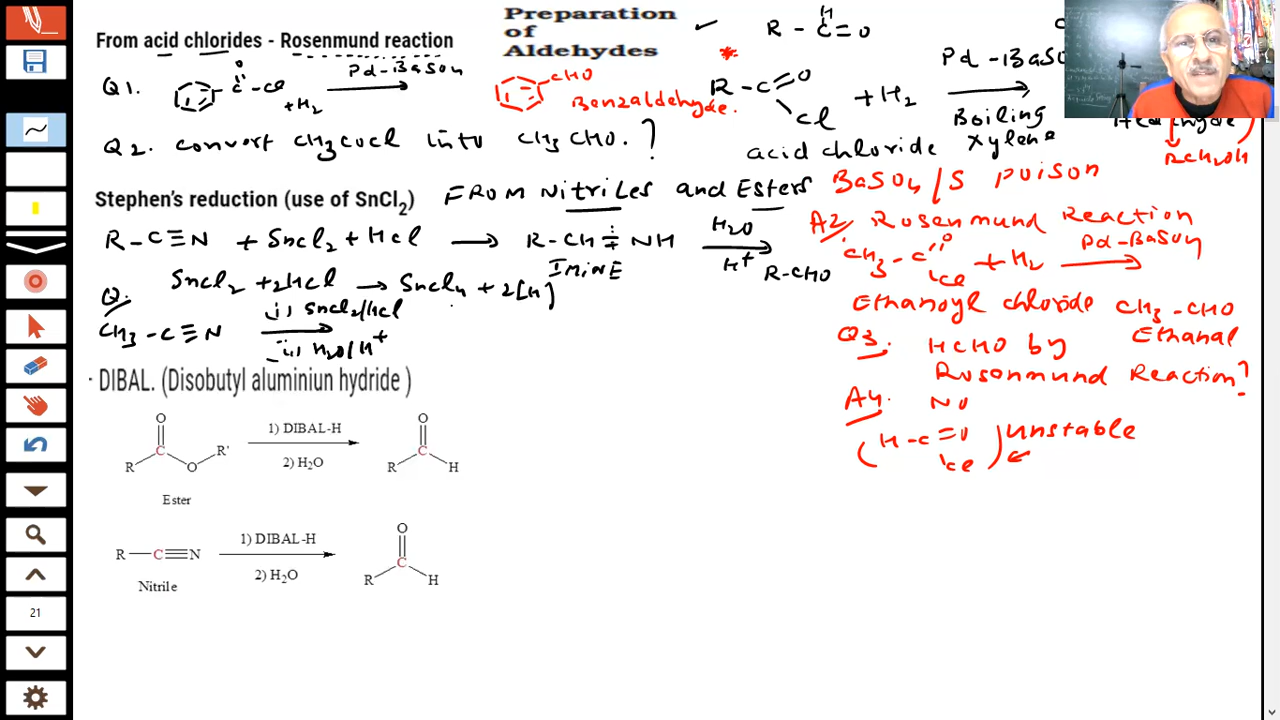 Preparation
of
Aldehydes
From acid chlorides - Rosenmund reaction
Q1.
O
C - Cl
+H2
Pd-BaSO4
CHO
Benzaldehyde.
Q2. convert CH3COCl into CH3CHO. ?
H
R - C = O
R - C = O
Cl
+ H2
Pd-BaSO
Boiling
Xylene
acid chloride
RCH2OH
BaSO4/S poison
Stephen's reduction (use of SnCl2)
FROM Nitriles and Esters
R-C≡N + SnCl2 + HCl → R-CH = NH
H2O
H+
R-CHO
IMINE
SnCl2 + 2HCl → SnCl4 + 2[H]
Q.
CH3-C≡N
i) SnCl2/HCl
ii) H2O/H+
A2. Rosenmund Reaction
CH3-C
O
Cl
+ H2
Pd-BaSO4
Ethanoyl chloride
CH3-CHO
Ethanal
Q3. HCHO by
Rosonmund Reaction?
A4. NO
(H-C=O
Cl) Unstable
· DIBAL. (Disobutyl aluminiun hydride )
O
R C O R'
1) DIBAL-H
2) H2O
O
R C H
Ester
R—C≡N
1) DIBAL-H
2) H2O
O
R C H
Nitrile
21